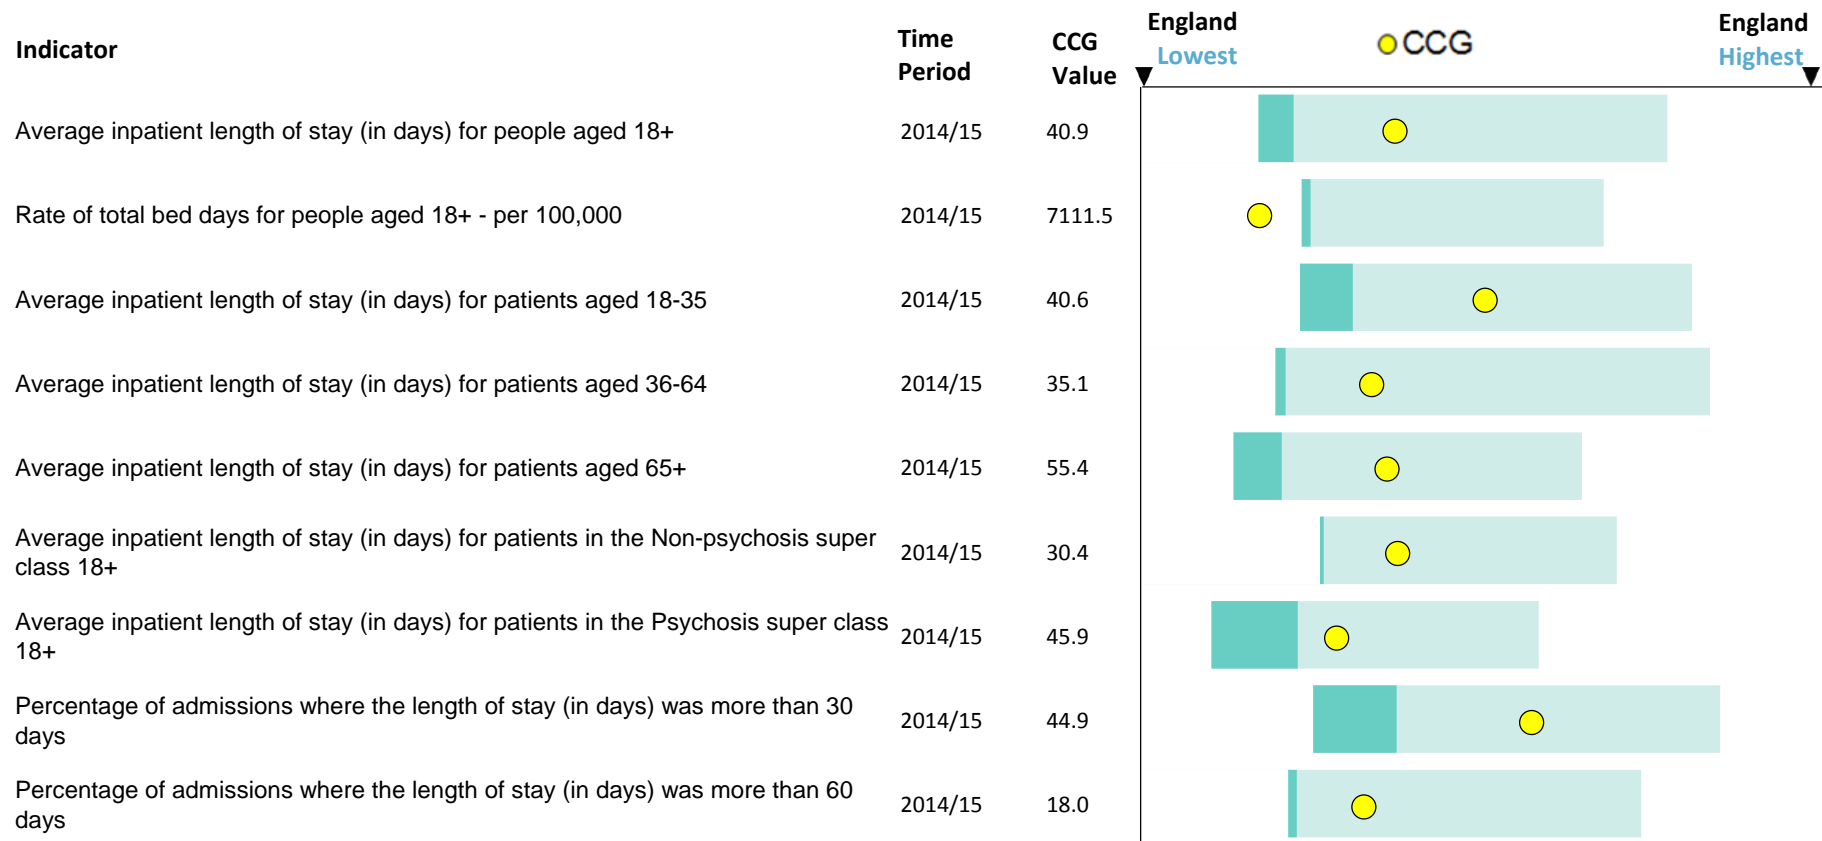 Indicator
Time Period
CCG Value
England Lowest
CCG
England Highest
Average inpatient length of stay (in days) for people aged 18+ 2014/15 40.9
Rate of total bed days for people aged 18+ - per 100,000 2014/15 7111.5
Average inpatient length of stay (in days) for patients aged 18-35 2014/15 40.6
Average inpatient length of stay (in days) for patients aged 36-64 2014/15 35.1
Average inpatient length of stay (in days) for patients aged 65+ 2014/15 55.4
Average inpatient length of stay (in days) for patients in the Non-psychosis super
class 18+ 2014/15 30.4
Average inpatient length of stay (in days) for patients in the Psychosis super class
18+ 2014/15 45.9
Percentage of admissions where the length of stay (in days) was more than 30
days 2014/15 44.9
Percentage of admissions where the length of stay (in days) was more than 60
days 2014/15 18.0